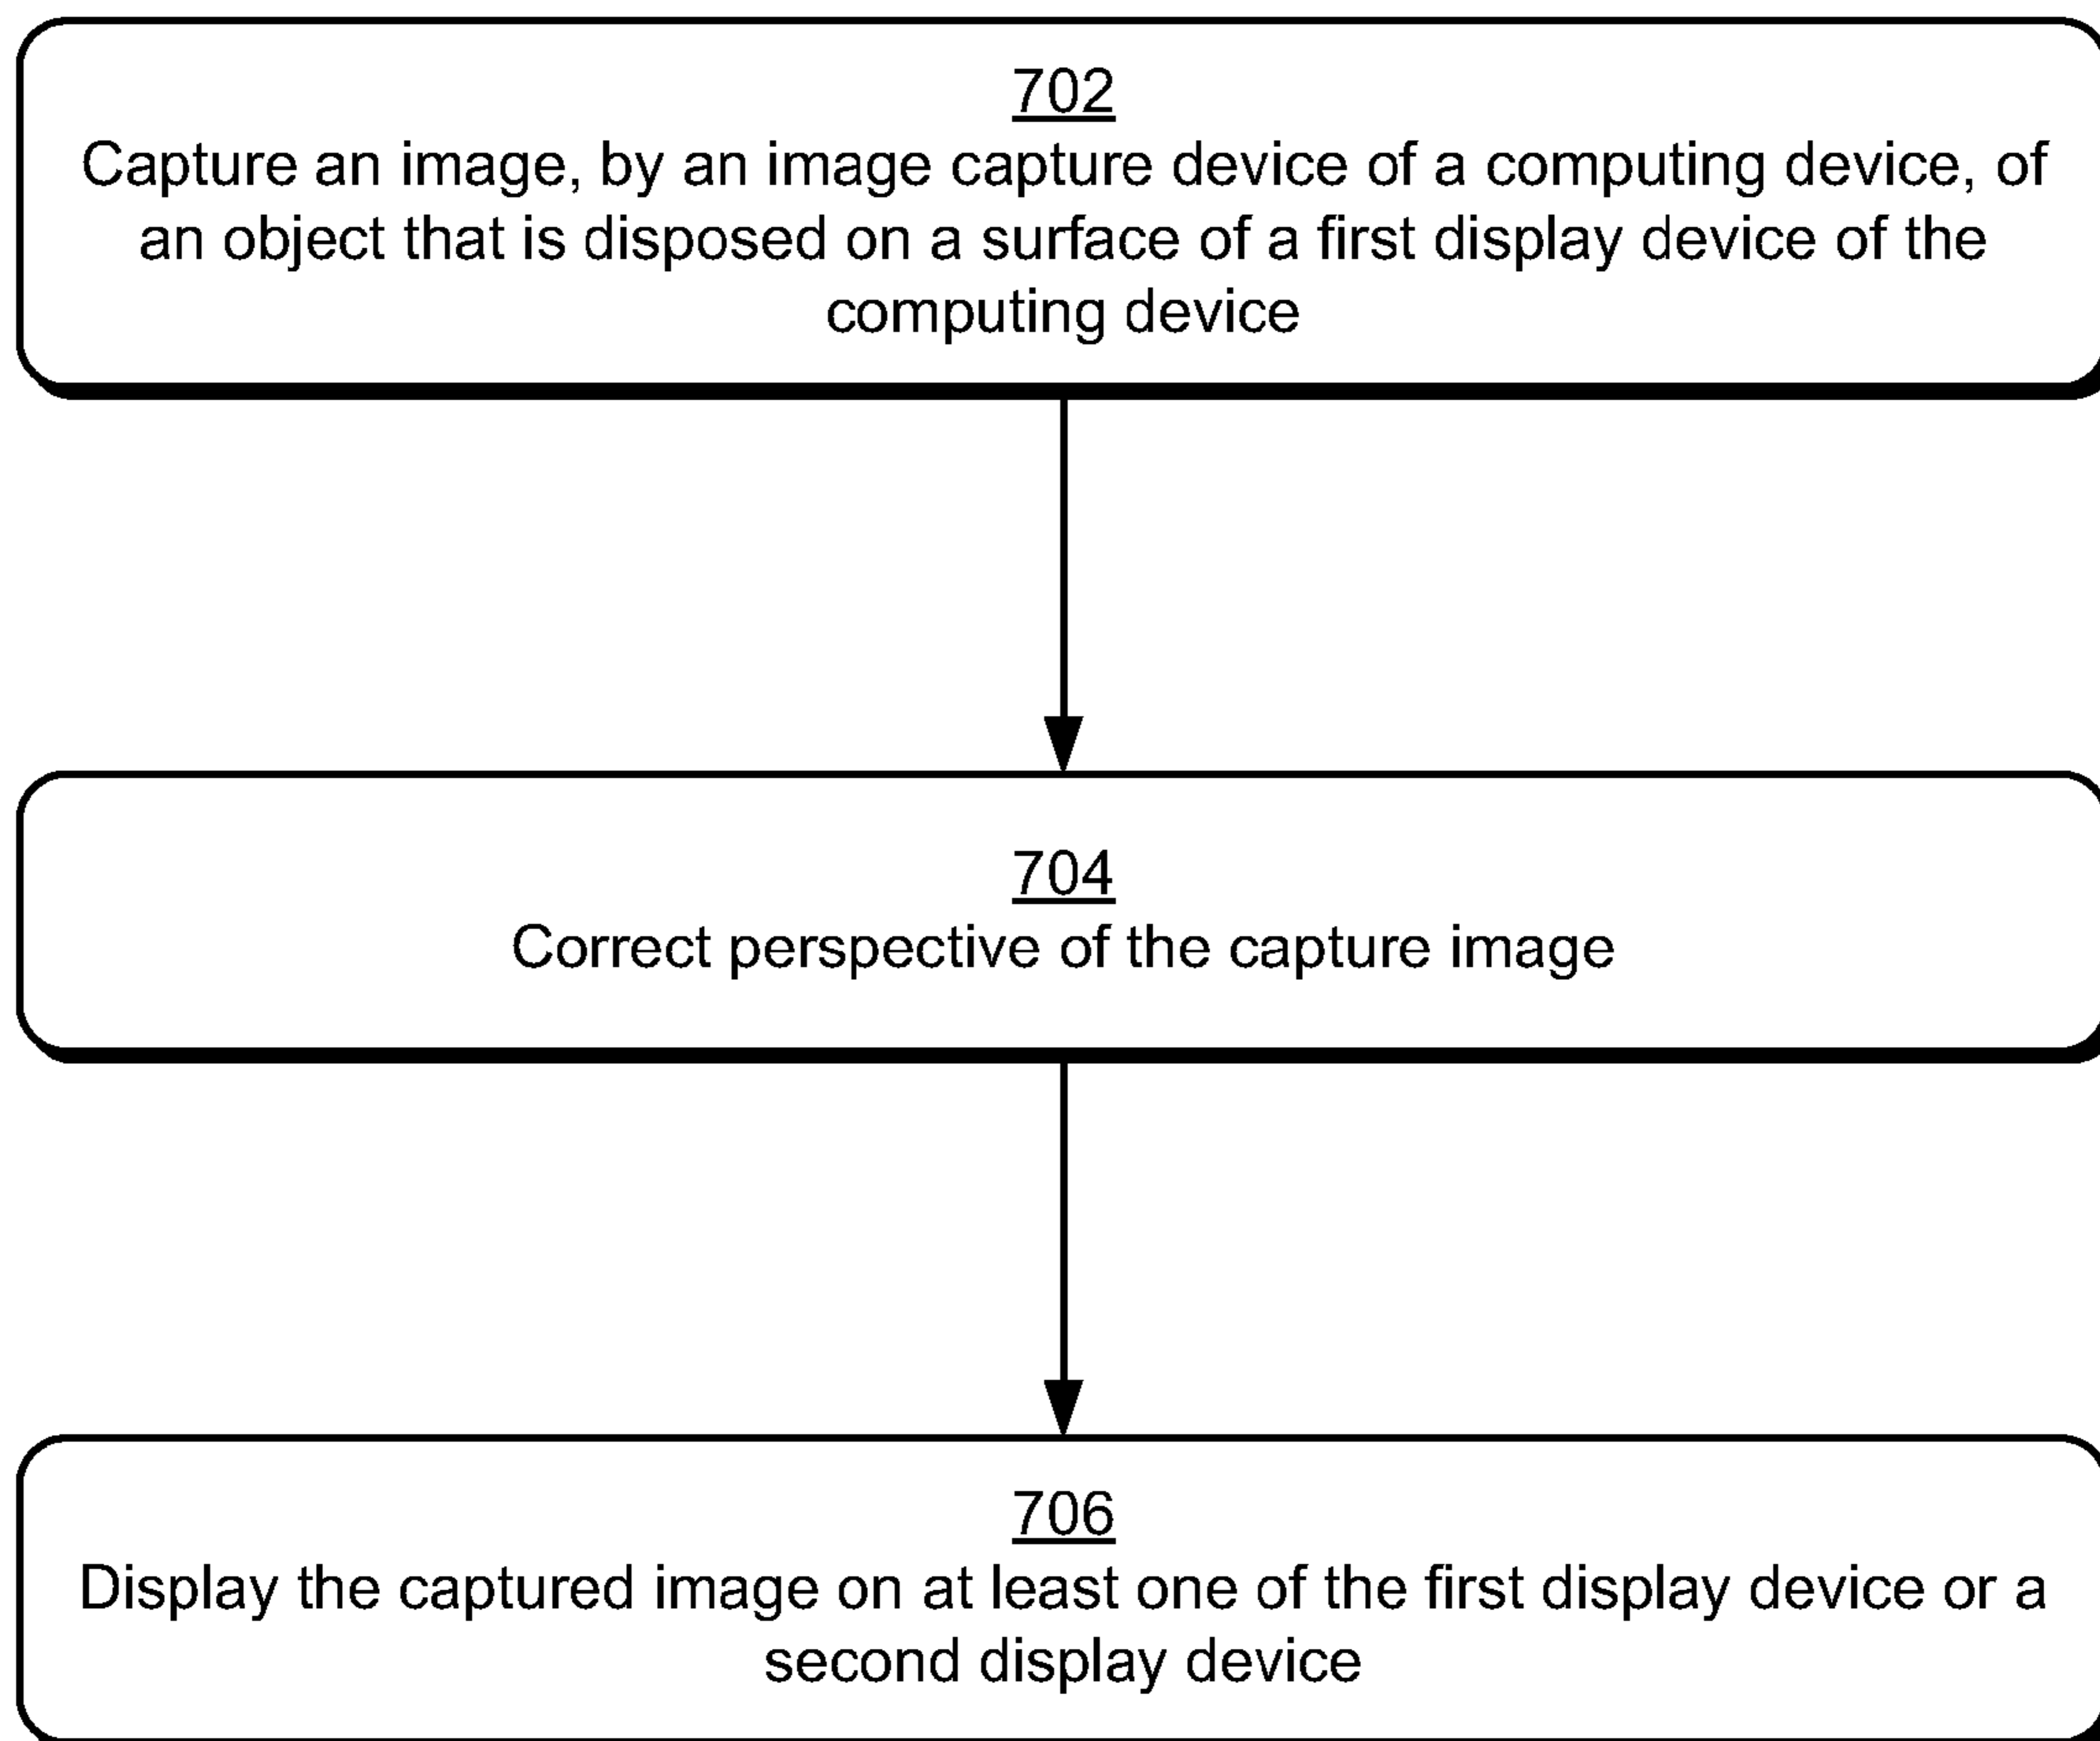 702
Capture an image, by an image capture device of a computing device, of
an object that is disposed on a surface of a first display device of the
computing device
704
Correct perspective of the capture image
706
Display the captured image on at least one of the first display device or a
second display device